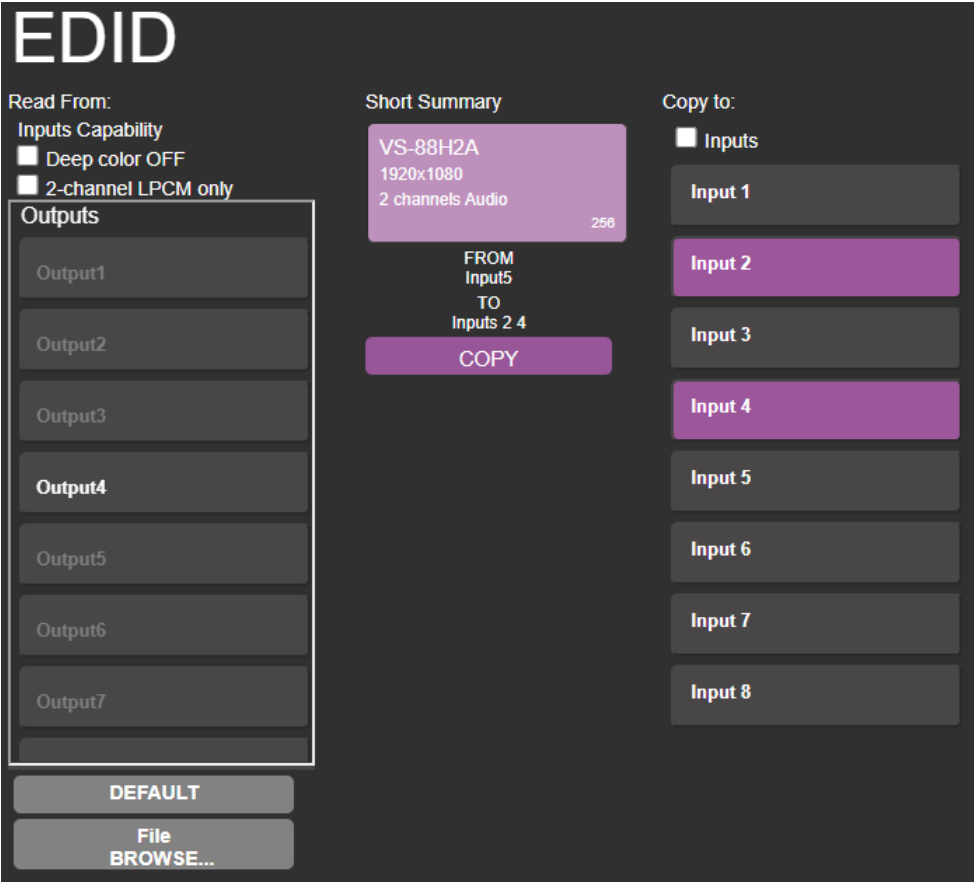 EDID
Read From:
Inputs Capability
Deep color OFF
2-channel LPCM only
Outputs
Output1
Output2
Output3
Output4
Output5
Output6
Output7
DEFAULT
File
BROWSE...
Short Summary
VS-88H2A
1920x1080
2 channels Audio
256
FROM
Input5
TO
Inputs 2 4
COPY
Copy to:
Inputs
Input 1
Input 2
Input 3
Input 4
Input 5
Input 6
Input 7
Input 8